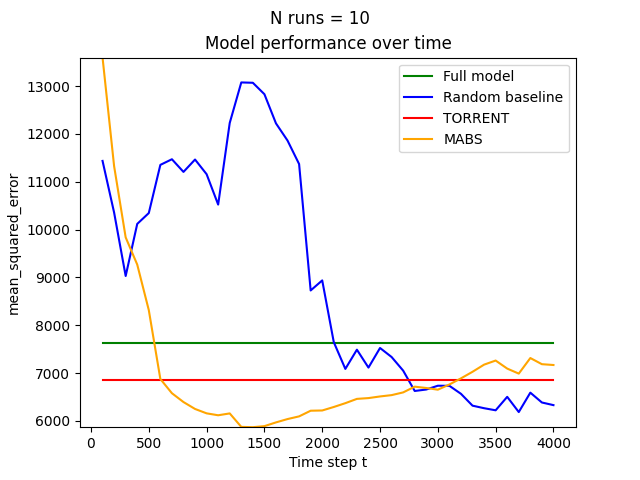 N runs = 10
Model performance over time
Full model
Random baseline
TORRENT
MABS
mean_squared_error
13000
12000
11000
10000
9000
8000
7000
6000
0 500 1000 1500 2000 2500 3000 3500 4000
Time step t